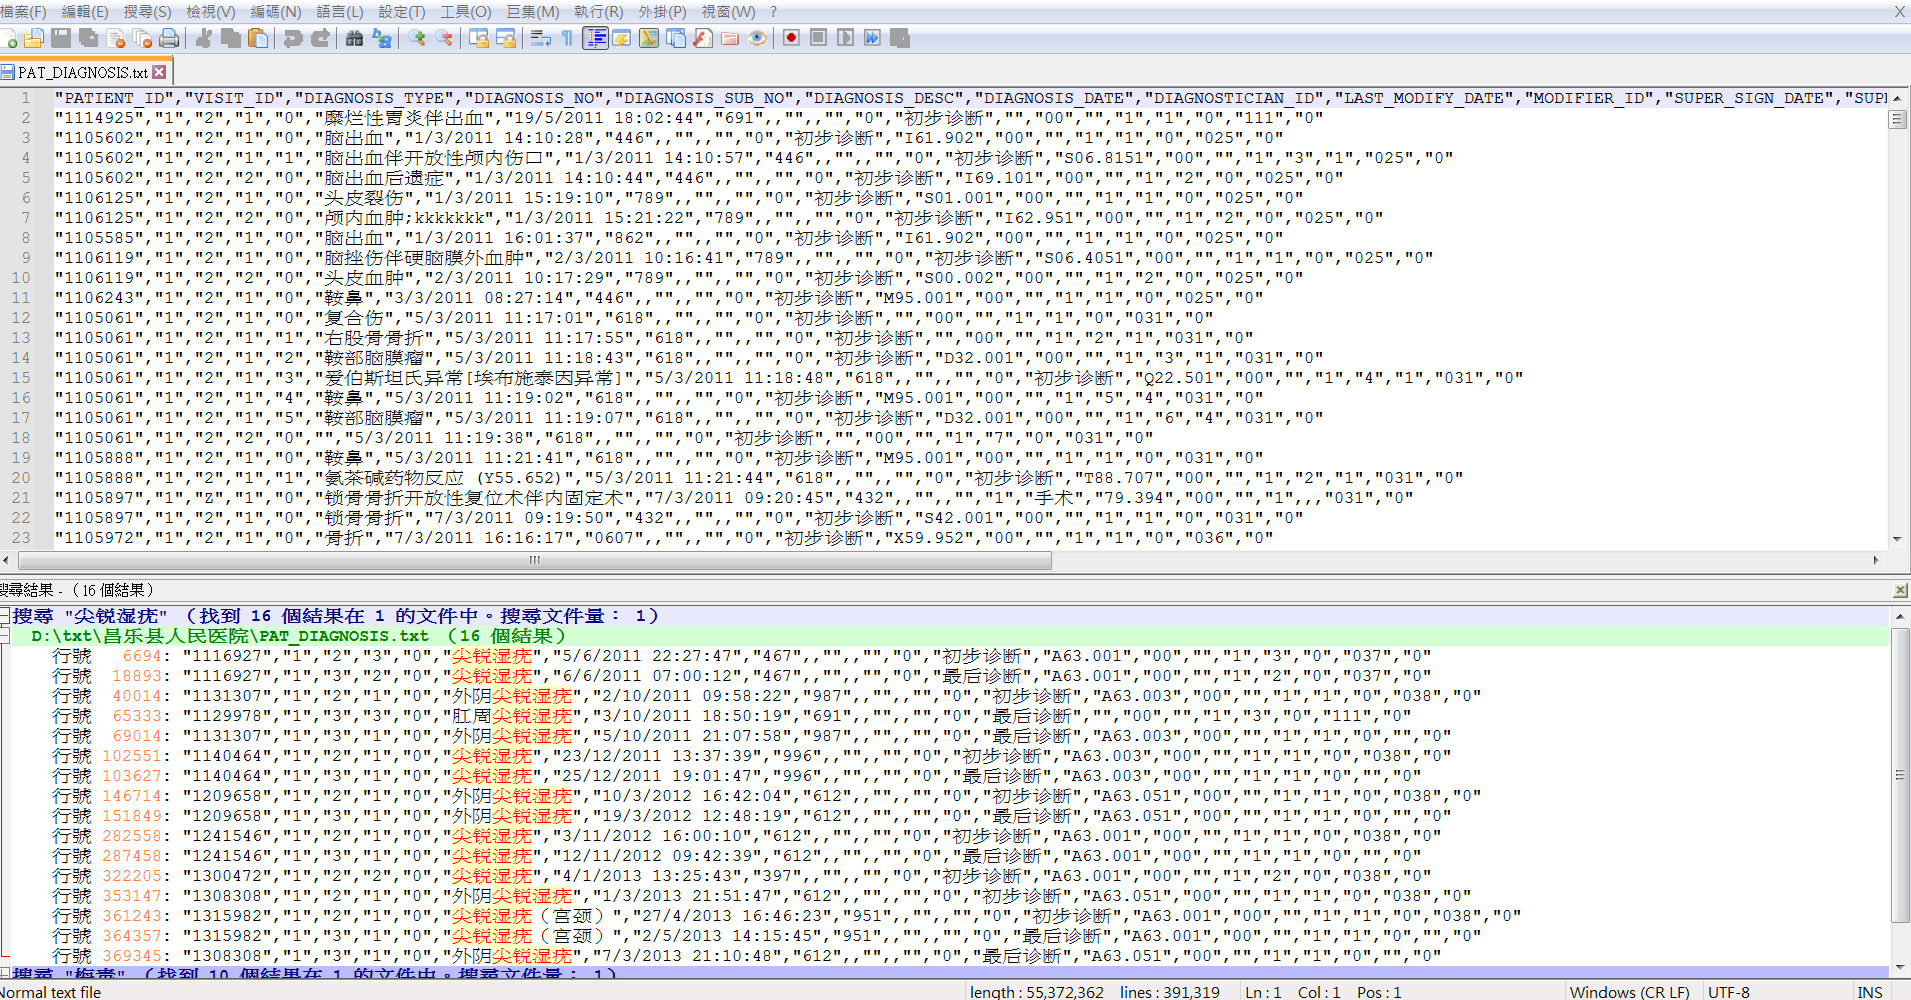 檔案(F) 編輯(E) 搜尋(S) 檢視(V) 編碼(N) 語言(L) 設定(T) 工具(O) 巨集(M) 執行(R) 外掛(P) 視窗(W) ? X
PAT_DIAGNOSIS.txt
1 "PATIENT_ID","VISIT_ID","DIAGNOSIS_TYPE","DIAGNOSIS_NO","DIAGNOSIS_SUB_NO","DIAGNOSIS_DESC","DIAGNOSIS_DATE","DIAGNOSTICIAN_ID","LAST_MODIFY_DATE","MODIFIER_ID","SUPER_SIGN_DATE","SUPE
2 "1114925","1","2","1","0","糜烂性胃炎伴出血","19/5/2011 18:02:44","691",,"",,"","0","初步诊断","","00","","1","1","0","111","0"
3 "1105602","1","2","1","0","脑出血","1/3/2011 14:10:28","446",,"",,"","0","初步诊断","I61.902","00","","1","1","0","025","0"
4 "1105602","1","2","1","1","脑出血伴开放性颅内伤口","1/3/2011 14:10:57","446",,"",,"","0","初步诊断","S06.8151","00","","1","3","1","025","0"
5 "1105602","1","2","2","0","脑出血后遗症","1/3/2011 14:10:44","446",,"",,"","0","初步诊断","I69.101","00","","1","2","0","025","0"
6 "1106125","1","2","1","0","头皮裂伤","1/3/2011 15:19:10","789",,"",,"","0","初步诊断","S01.001","00","","1","1","0","025","0"
7 "1106125","1","2","2","0","颅内血肿;kkkkkkk","1/3/2011 15:21:22","789",,"",,"","0","初步诊断","I62.951","00","","1","2","0","025","0"
8 "1105585","1","2","1","0","脑出血","1/3/2011 16:01:37","862",,"",,"","0","初步诊断","I61.902","00","","1","1","0","025","0"
9 "1106119","1","2","1","0","脑挫伤伴硬脑膜外血肿","2/3/2011 10:16:41","789",,"",,"","0","初步诊断","S06.4051","00","","1","1","0","025","0"
10 "1106119","1","2","2","0","头皮血肿","2/3/2011 10:17:29","789",,"",,"","0","初步诊断","S00.002","00","","1","2","0","025","0"
11 "1106243","1","2","1","0","鞍鼻","3/3/2011 08:27:14","446",,"",,"","0","初步诊断","M95.001","00","","1","1","0","025","0"
12 "1105061","1","2","1","0","复合伤","5/3/2011 11:17:01","618",,"",,"","0","初步诊断","","00","","1","1","0","031","0"
13 "1105061","1","2","1","1","右股骨骨折","5/3/2011 11:17:55","618",,"",,"","0","初步诊断","","00","","1","2","1","031","0"
14 "1105061","1","2","1","2","鞍部脑膜瘤","5/3/2011 11:18:43","618",,"",,"","0","初步诊断","D32.001","00","","1","3","1","031","0"
15 "1105061","1","2","1","3","爱伯斯坦氏异常[埃布施泰因异常]","5/3/2011 11:18:48","618",,"",,"","0","初步诊断","Q22.501","00","","1","4","1","031","0"
16 "1105061","1","2","1","4","鞍鼻","5/3/2011 11:19:02","618",,"",,"","0","初步诊断","M95.001","00","","1","5","4","031","0"
17 "1105061","1","2","1","5","鞍部脑膜瘤","5/3/2011 11:19:07","618",,"",,"","0","初步诊断","D32.001","00","","1","6","4","031","0"
18 "1105061","1","2","2","0","","5/3/2011 11:19:38","618",,"",,"","0","初步诊断","","00","","1","7","0","031","0"
19 "1105888","1","2","1","0","鞍鼻","5/3/2011 11:21:41","618",,"",,"","0","初步诊断","M95.001","00","","1","1","0","031","0"
20 "1105888","1","2","1","1","氨茶碱药物反应 (Y55.652)","5/3/2011 11:21:44","618",,"",,"","0","初步诊断","T88.707","00","","1","2","1","031","0"
21 "1105897","1","Z","1","0","锁骨骨折开放性复位术伴内固定术","7/3/2011 09:20:45","432",,"",,"","1","手术","79.394","00","","1",,,"031","0"
22 "1105897","1","2","1","0","锁骨骨折","7/3/2011 09:19:50","432",,"",,"","0","初步诊断","S42.001","00","","1","1","0","031","0"
23 "1105972","1","2","1","0","骨折","7/3/2011 16:16:17","0607",,"",,"","0","初步诊断","X59.952","00","","1","1","0","036","0"
搜尋結果 - （16 個結果）
搜尋 "尖锐湿疣" （找到 16 個結果在 1 的文件中。搜尋文件量： 1）
D:\txt\昌乐县人民医院\PAT_DIAGNOSIS.txt （16 個結果）
行號 6694: "1116927","1","2","3","0","尖锐湿疣","5/6/2011 22:27:47","467",,"",,"","0","初步诊断","A63.001","00","","1","3","0","037","0"
行號 18893: "1116927","1","3","2","0","尖锐湿疣","6/6/2011 07:00:12","467",,"",,"","0","最后诊断","A63.001","00","","1","2","0","037","0"
行號 40014: "1131307","1","2","1","0","外阴尖锐湿疣","2/10/2011 09:58:22","987",,"",,"","0","初步诊断","A63.003","00","","1","1","0","038","0"
行號 65333: "1129978","1","3","3","0","肛周尖锐湿疣","3/10/2011 18:50:19","691",,"",,"","0","最后诊断","","00","","1","3","0","111","0"
行號 69014: "1131307","1","3","1","0","外阴尖锐湿疣","5/10/2011 21:07:58","987",,"",,"","0","最后诊断","A63.003","00","","1","1","0","","0"
行號 102551: "1140464","1","2","1","0","尖锐湿疣","23/12/2011 13:37:39","996",,"",,"","0","初步诊断","A63.003","00","","1","1","0","038","0"
行號 103627: "1140464","1","3","1","0","尖锐湿疣","25/12/2011 19:01:47","996",,"",,"","0","最后诊断","A63.003","00","","1","1","0","","0"
行號 146714: "1209658","1","2","1","0","外阴尖锐湿疣","10/3/2012 16:42:04","612",,"",,"","0","初步诊断","A63.051","00","","1","1","0","038","0"
行號 151849: "1209658","1","3","1","0","外阴尖锐湿疣","19/3/2012 12:48:19","612",,"",,"","0","最后诊断","A63.051","00","","1","1","0","","0"
行號 282558: "1241546","1","2","1","0","尖锐湿疣","3/11/2012 16:00:10","612",,"",,"","0","初步诊断","A63.001","00","","1","1","0","038","0"
行號 287458: "1241546","1","3","1","0","尖锐湿疣","12/11/2012 09:42:39","612",,"",,"","0","最后诊断","A63.001","00","","1","1","0","","0"
行號 322205: "1300472","1","2","2","0","尖锐湿疣","4/1/2013 13:25:43","397",,"",,"","0","初步诊断","A63.001","00","","1","2","0","038","0"
行號 353147: "1308308","1","2","1","0","外阴尖锐湿疣","1/3/2013 21:51:47","612",,"",,"","0","初步诊断","A63.051","00","","1","1","0","038","0"
行號 361243: "1315982","1","2","1","0","尖锐湿疣（宫颈）","27/4/2013 16:46:23","951",,"",,"","0","初步诊断","A63.001","00","","1","1","0","038","0"
行號 364357: "1315982","1","3","1","0","尖锐湿疣（宫颈）","2/5/2013 14:15:45","951",,"",,"","0","最后诊断","A63.001","00","","1","1","0","","0"
行號 369345: "1308308","1","3","1","0","外阴尖锐湿疣","7/3/2013 21:10:48","612",,"",,"","0","最后诊断","A63.051","00","","1","1","0","","0"
搜尋 "梅毒" （找到 10 個結果在 1 的文件中。搜尋文件量： 1）
Normal text file length : 55,372,362 lines : 391,319 Ln : 1 Col : 1 Pos : 1 Windows (CR LF) UTF-8 INS